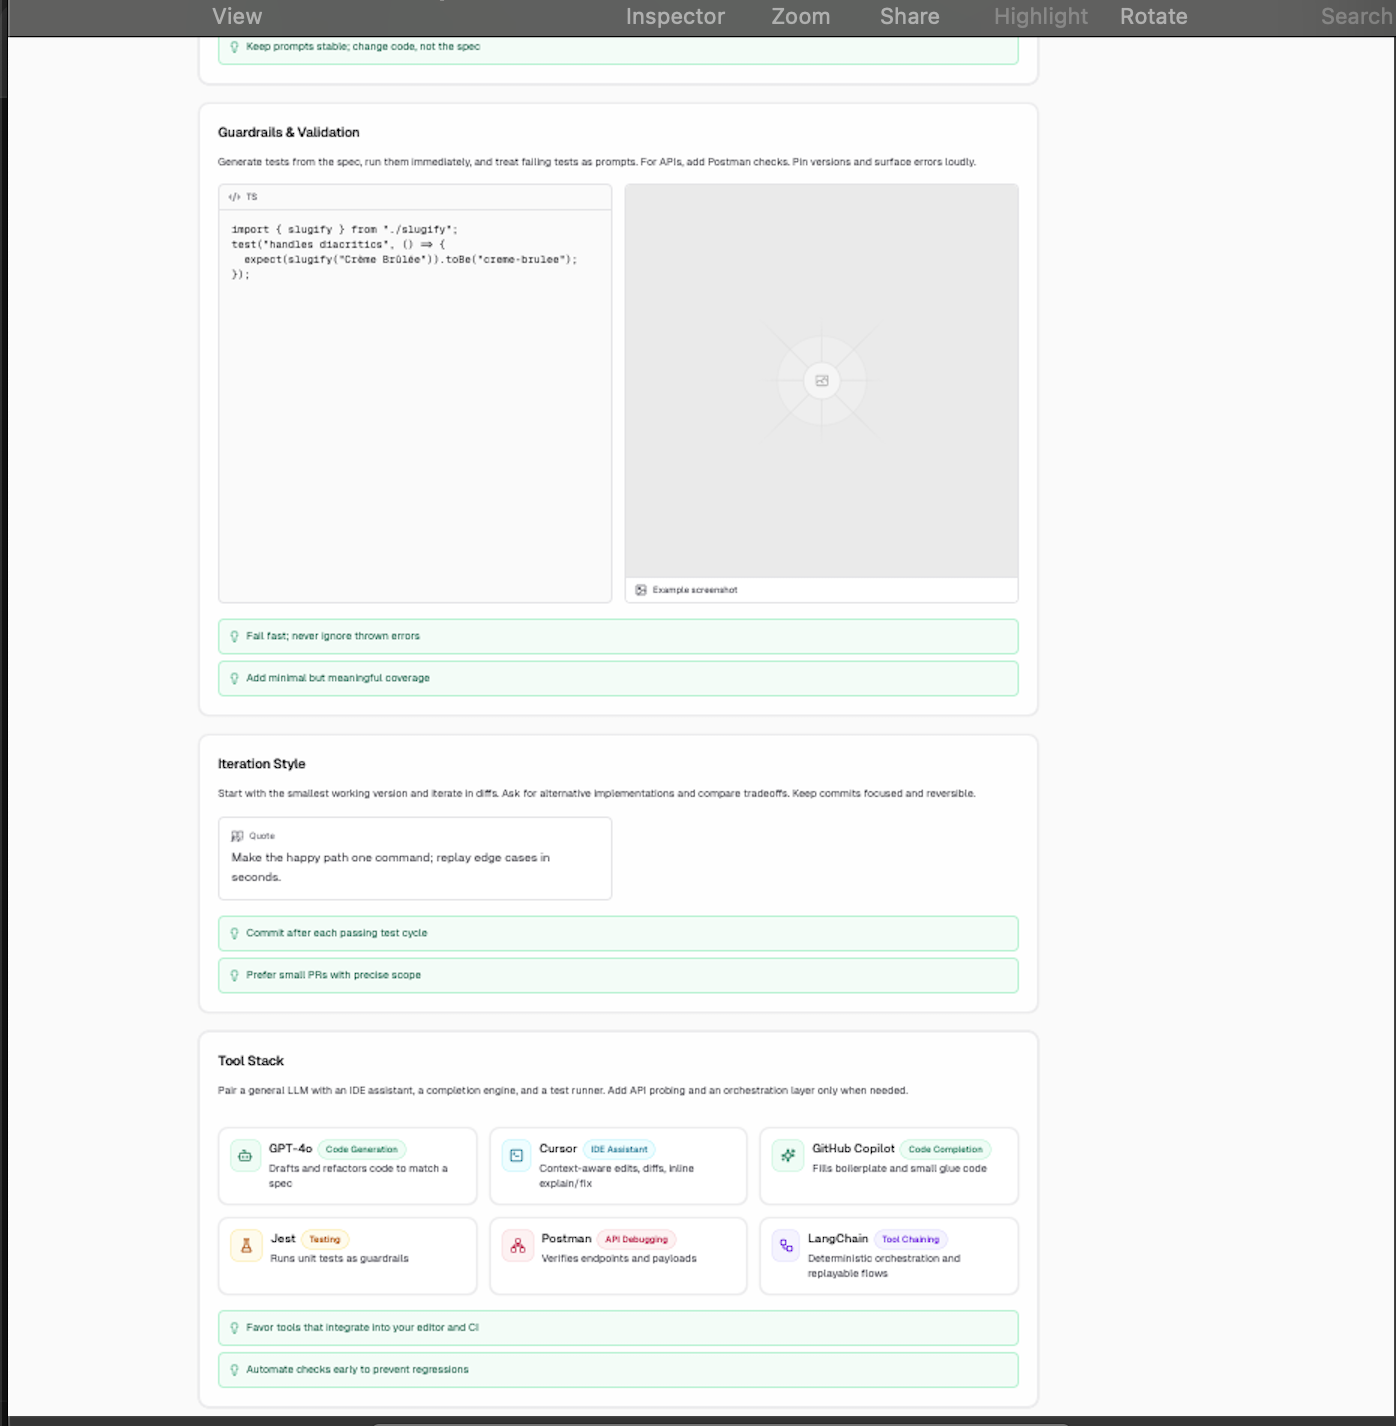 View
Inspector
Zoom
Share
Highlight
Rotate
Search
Keep prompts stable; change code, not the spec
Guardrails & Validation
Generate tests from the spec, run them immediately, and treat failing tests as prompts. For APIs, add Postman checks. Pin versions and surface errors loudly.
</> TS
import { slugify } from "./slugify";
test("handles diacritics", () => {
  expect(slugify("Crème Brûlée")).toBe("creme-brulee");
});
Example screenshot
Fail fast; never ignore thrown errors
Add minimal but meaningful coverage
Iteration Style
Start with the smallest working version and iterate in diffs. Ask for alternative implementations and compare tradeoffs. Keep commits focused and reversible.
Quote
Make the happy path one command; replay edge cases in
seconds.
Commit after each passing test cycle
Prefer small PRs with precise scope
Tool Stack
Pair a general LLM with an IDE assistant, a completion engine, and a test runner. Add API probing and an orchestration layer only when needed.
GPT-4o Code Generation
Drafts and refactors code to match a
spec
Cursor IDE Assistant
Context-aware edits, diffs, inline
explain/fix
GitHub Copilot Code Completion
Fills boilerplate and small glue code
Jest Testing
Runs unit tests as guardrails
Postman API Debugging
Verifies endpoints and payloads
LangChain Tool Chaining
Deterministic orchestration and
replayable flows
Favor tools that integrate into your editor and CI
Automate checks early to prevent regressions